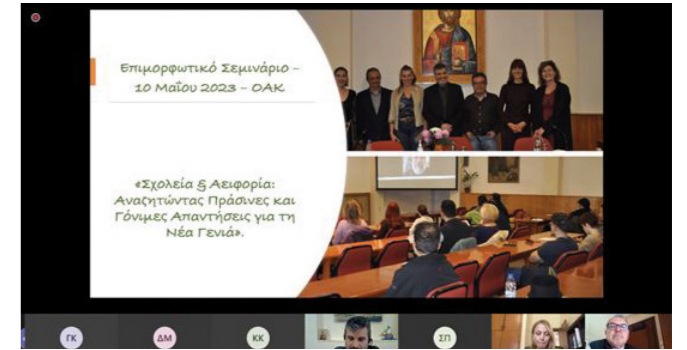 Επιμορφωτικό Σεμινάριο –
10 Μαΐου 2023 – ΟΑΚ
«Σχολεία & Αειφορία:
Αναζητώντας Πράσινες και
Γόνιμες Απαντήσεις για τη
Νέα Γενιά».
ΓΚ
ΔΜ
ΚΚ
ΣΠ